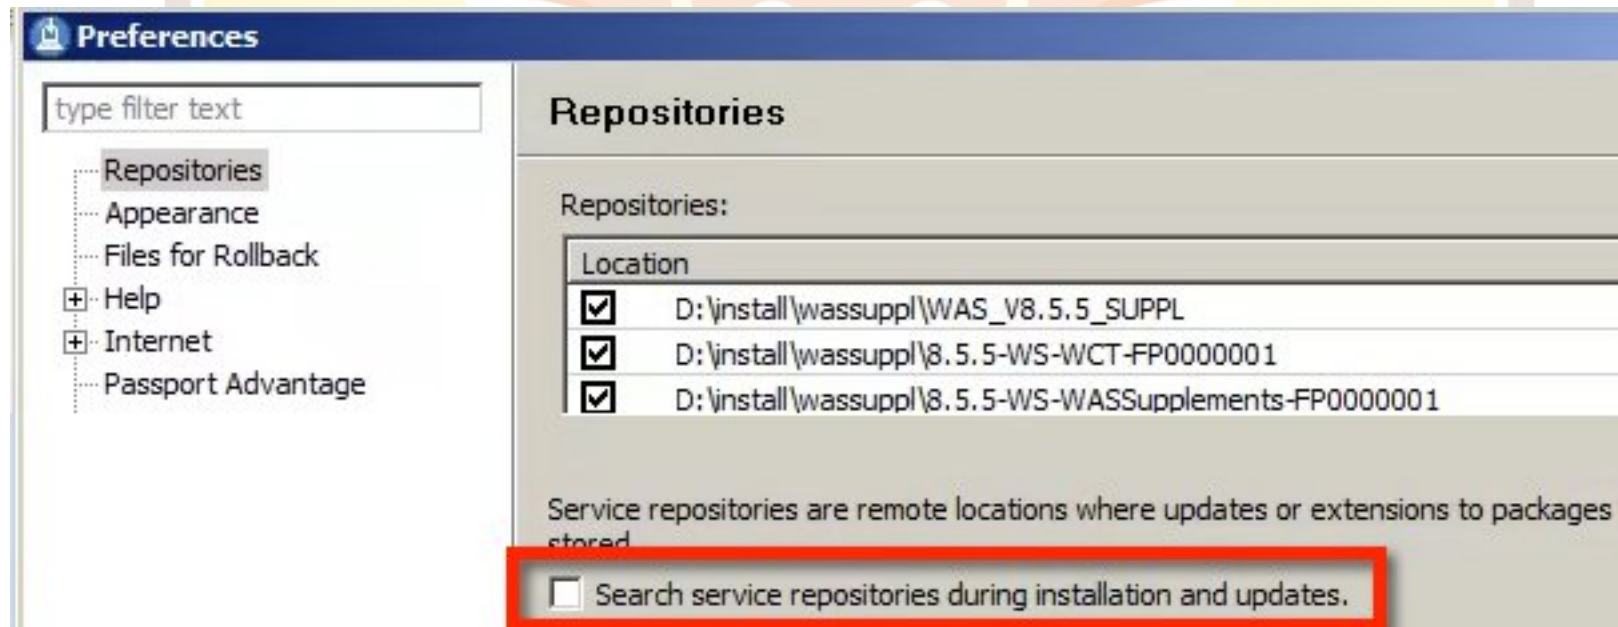 Preferences
type filter text
Repositories
Appearance
Files for Rollback
Help
Internet
Passport Advantage
Repositories
Repositories:
Location
D:\install\wassuppl\WAS_V8.5.5_SUPPL
D:\install\wassuppl\8.5.5-WS-WCT-FP0000001
D:\install\wassuppl\8.5.5-WS-WASSupplements-FP0000001
Service repositories are remote locations where updates or extensions to packages
stored
Search service repositories during installation and updates.